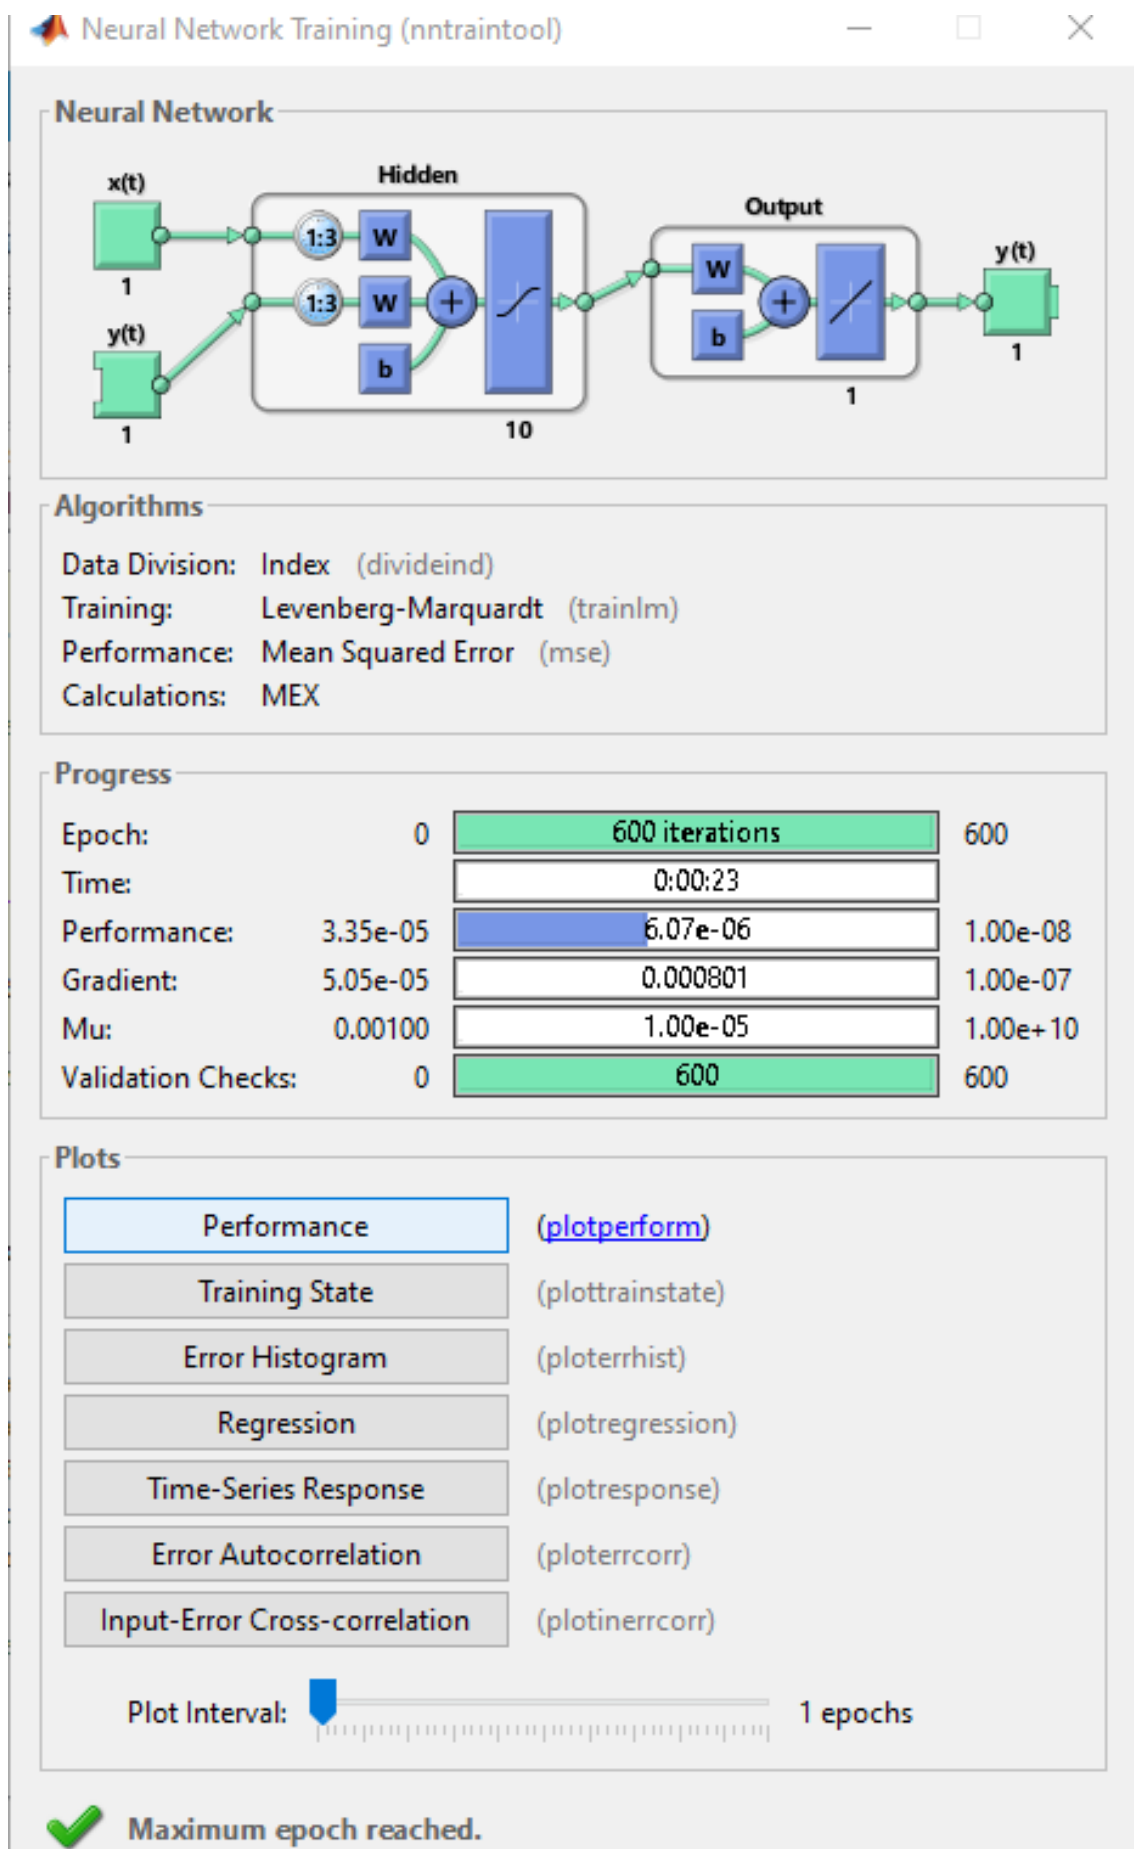 Neural Network Training (nntraintool)
Neural Network
x(t)
Hidden
Output
y(t)
1:3
W
W
1
1:3
W
b
1
y(t)
b
1
1
10
Algorithms
Data Division: Index (divideind)
Training: Levenberg-Marquardt (trainlm)
Performance: Mean Squared Error (mse)
Calculations: MEX
Progress
Epoch: 0 600 iterations 600
Time: 0:00:23
Performance: 3.35e-05 6.07e-06 1.00e-08
Gradient: 5.05e-05 0.000801 1.00e-07
Mu: 0.00100 1.00e-05 1.00e+10
Validation Checks: 0 600 600
Plots
Performance (plotperform)
Training State (plottrainstate)
Error Histogram (ploterrhist)
Regression (plotregression)
Time-Series Response (plotresponse)
Error Autocorrelation (ploterrcorr)
Input-Error Cross-correlation (plotinerrcorr)
Plot Interval: 1 epochs
Maximum epoch reached.